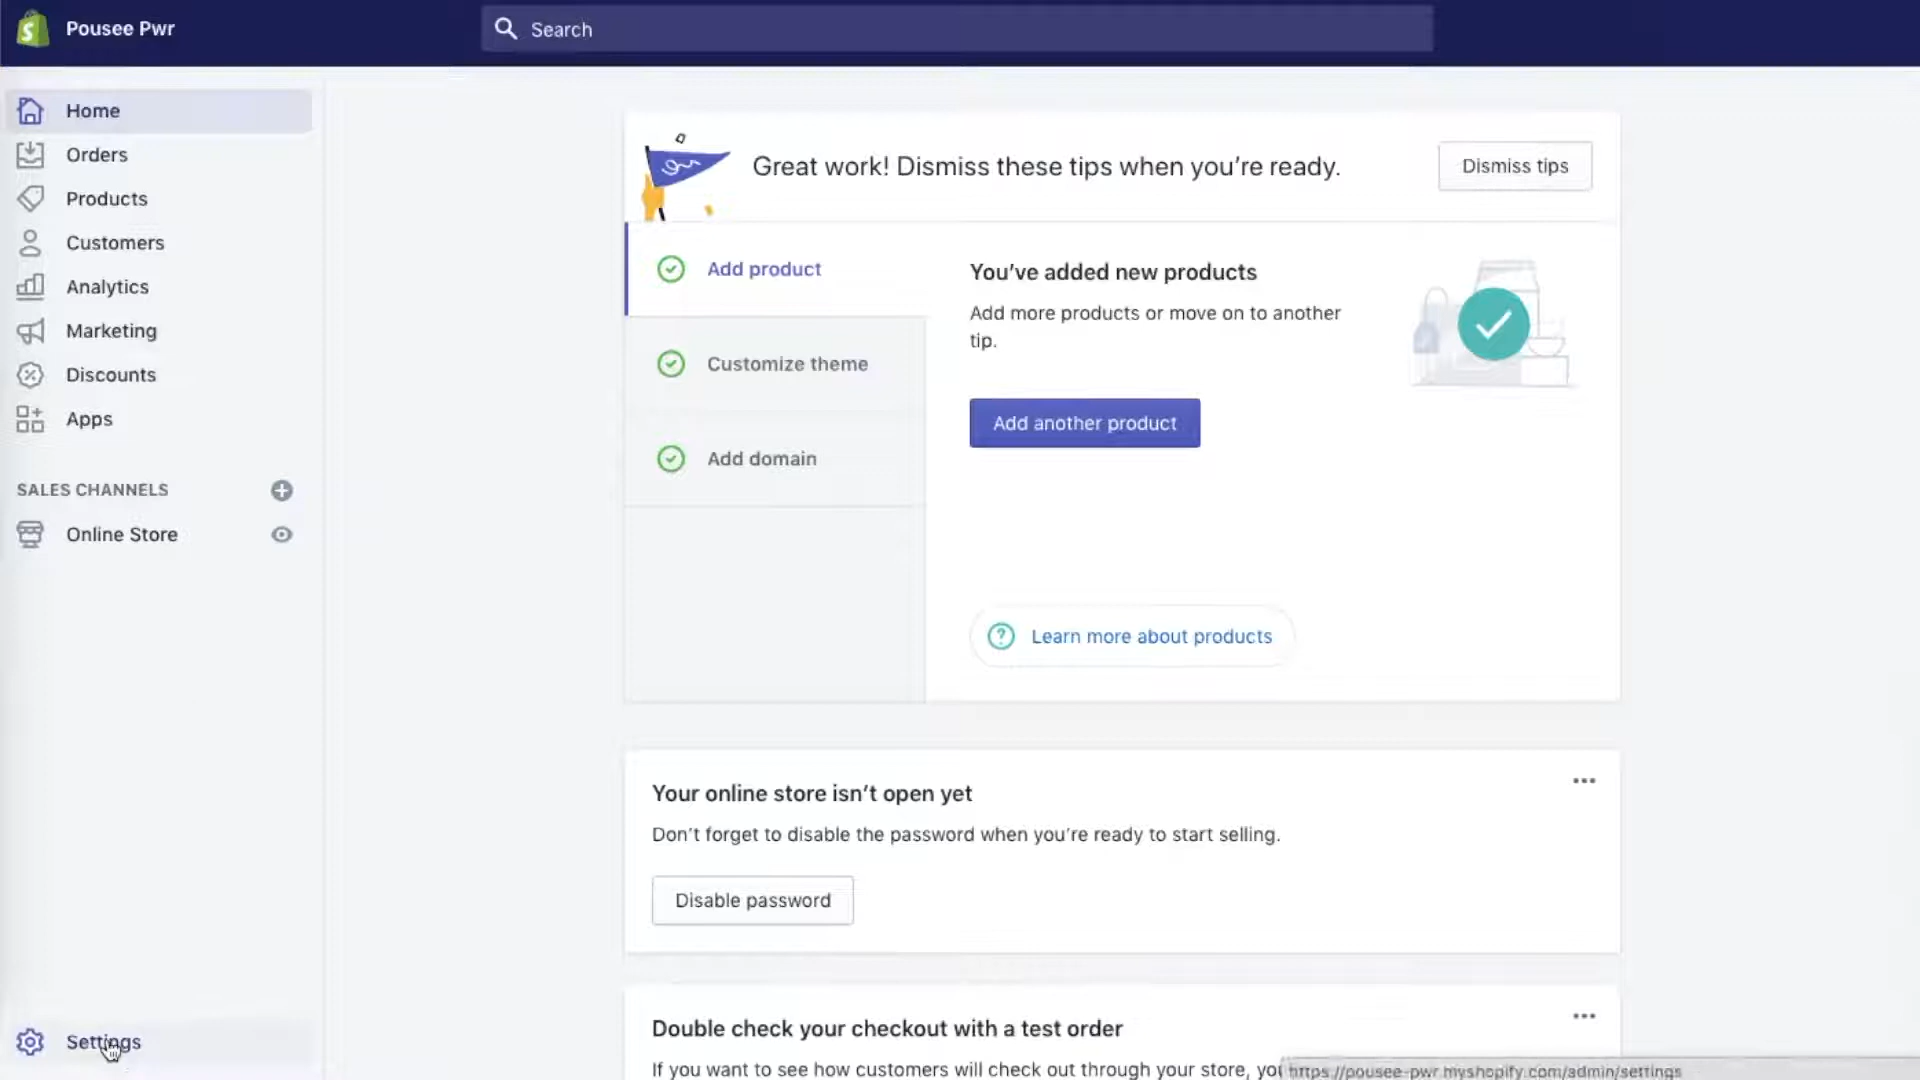 Pousee Pwr
Search
Home
Orders
Products
Customers
Analytics
Marketing
Discounts
Apps
SALES CHANNELS
Online Store
Settings
Great work! Dismiss these tips when you're ready.
Dismiss tips
Add product
Customize theme
Add domain
You've added new products
Add more products or move on to another
tip.
Add another product
Learn more about products
Your online store isn't open yet
Don't forget to disable the password when you're ready to start selling.
Disable password
Double check your checkout with a test order
If you want to see how customers will check out through your store, you
https://pousee-pwr.myshopify.com/admin/settings